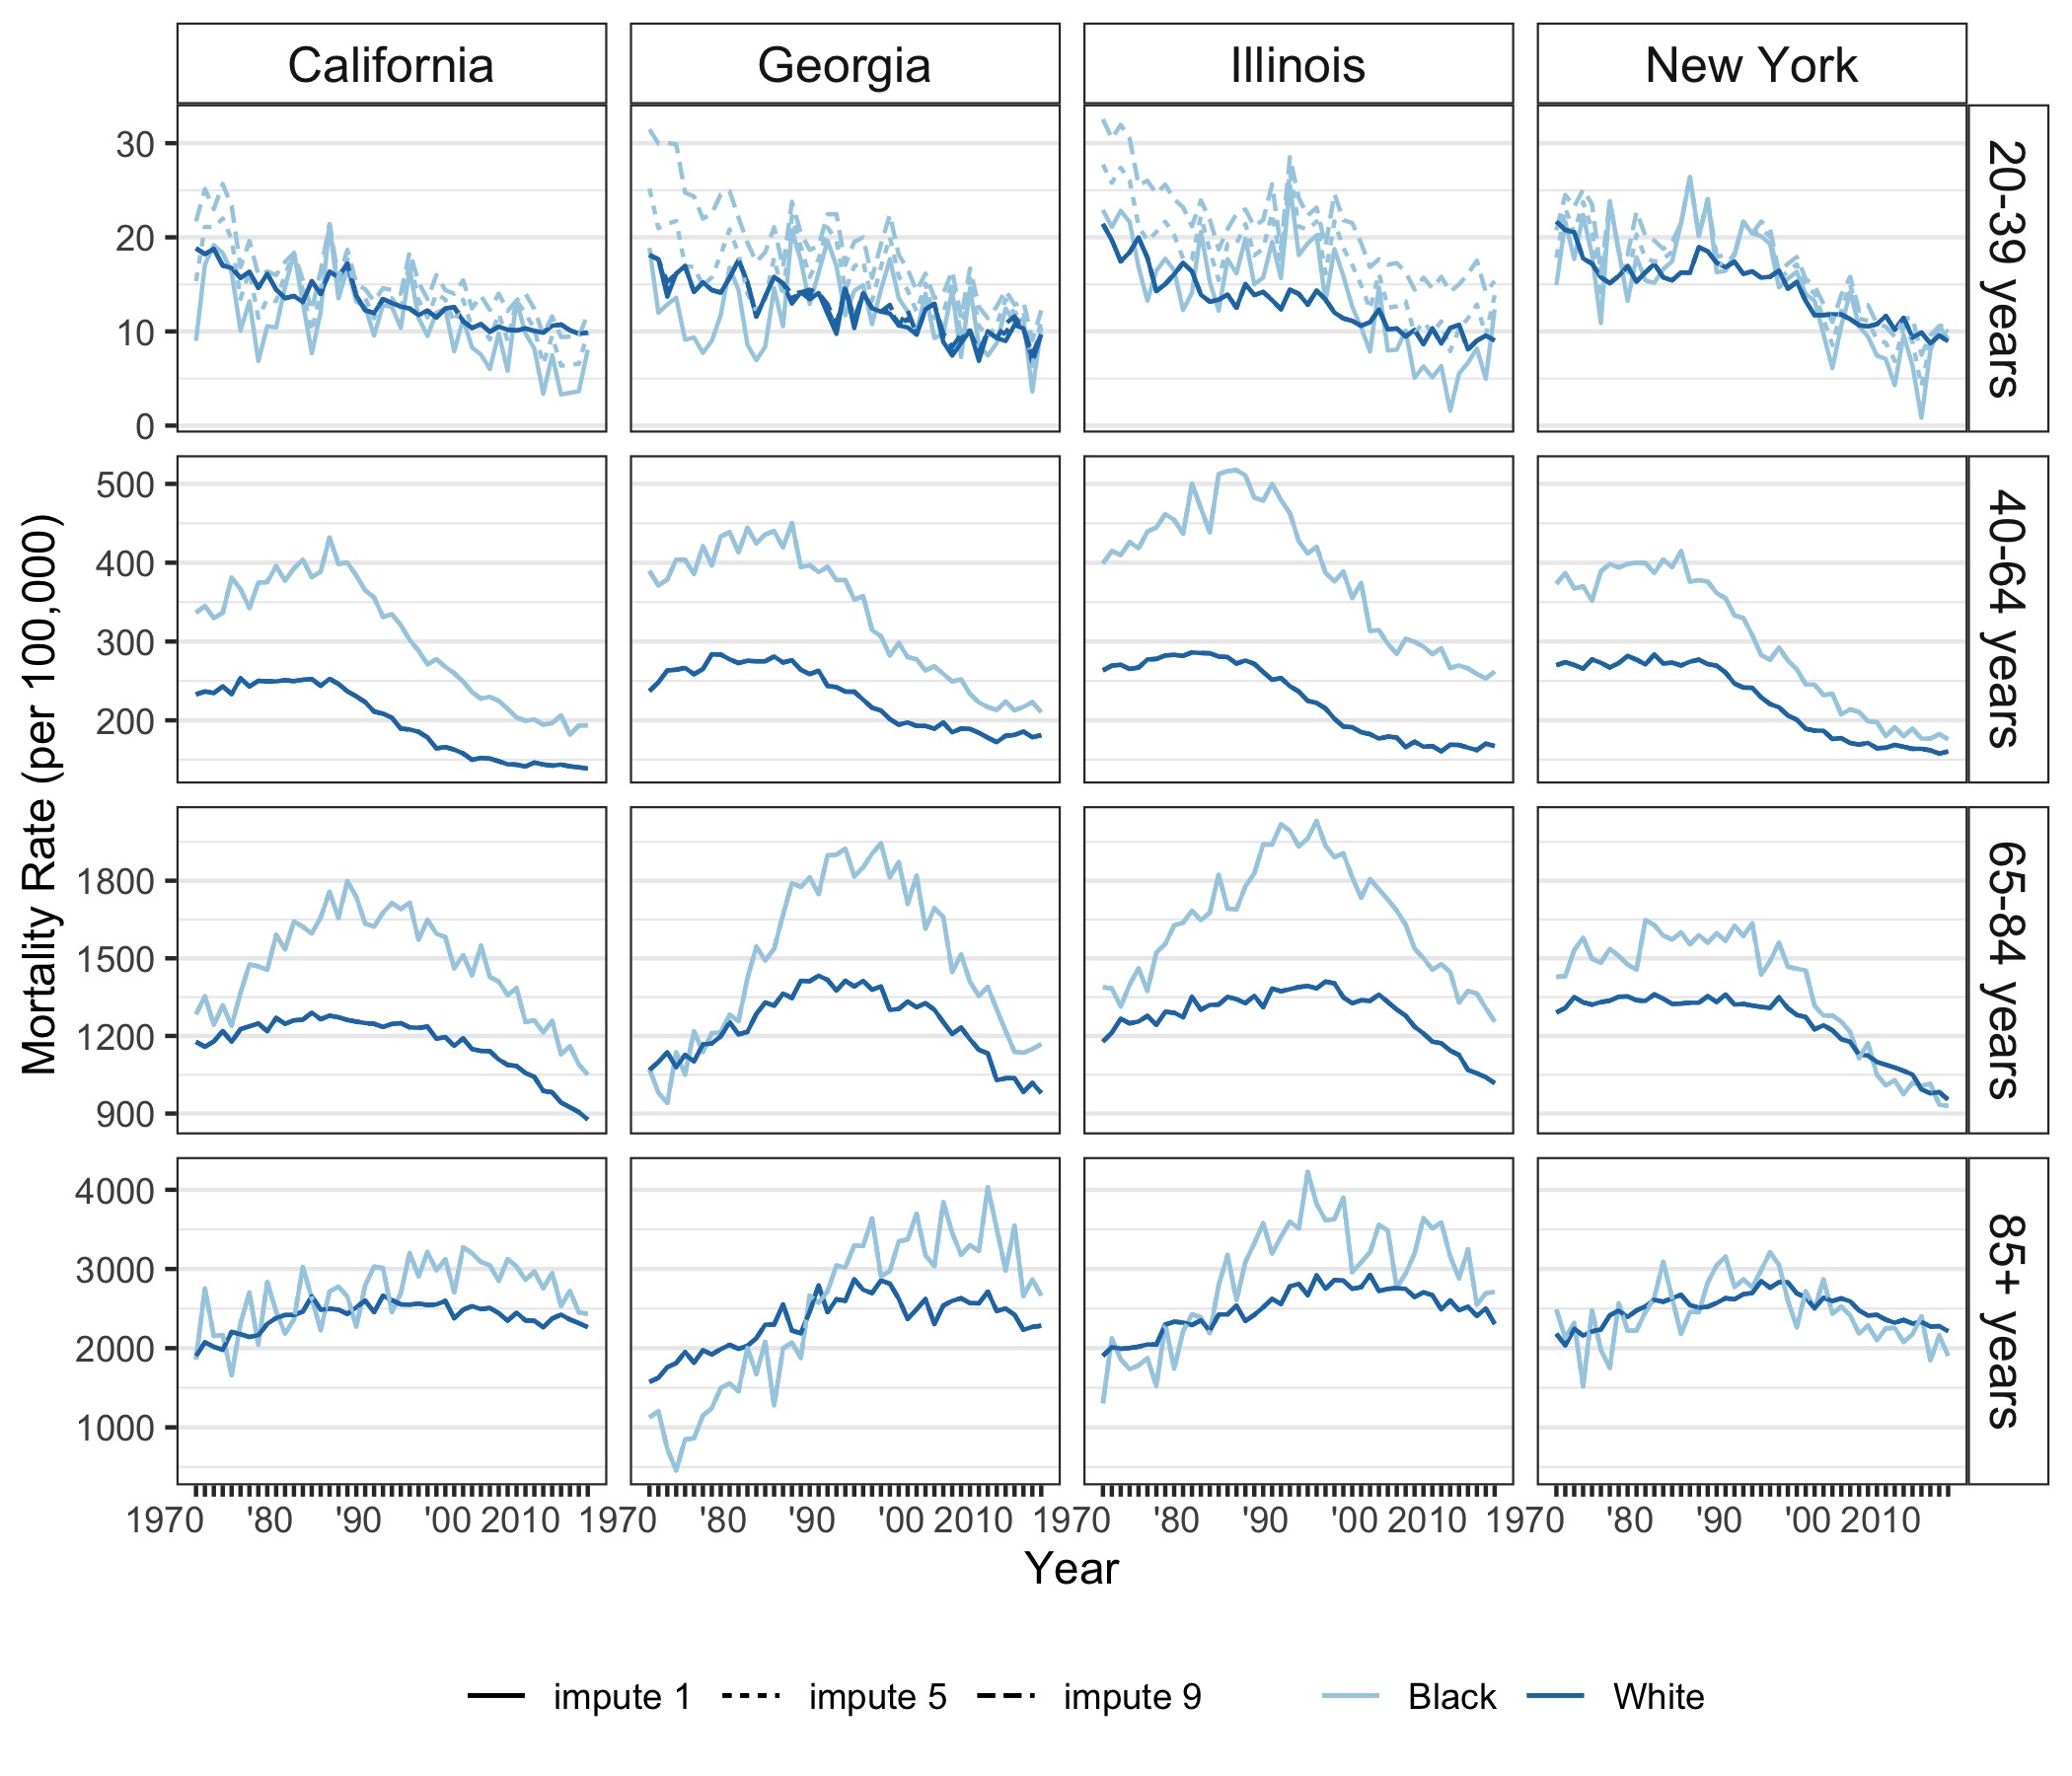 California Georgia Illinois New York
30
20
10
0
20-39 years
500
400
300
200
40-64 years
1800
1500
1200
900
65-84 years
4000
3000
2000
1000
85+ years
Mortality Rate (per 100,000)
1970 '80 '90 '00 2010 1970 '80 '90 '00 2010 '80 '90 '00 2010 1970 '80 '90 '00 2010
Year
impute 1 impute 5 impute 9 Black White